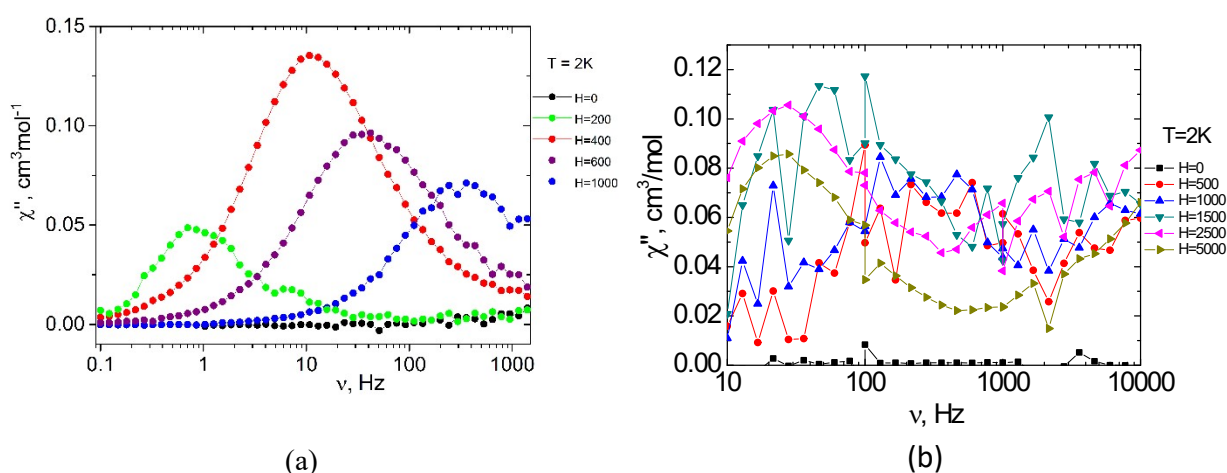 0.15
0.10
0.05
0.00
χ", cm³mol⁻¹
0.1 1 10 100 1000
ν, Hz
T = 2K
H=0
H=200
H=400
H=600
H=1000
(a)
0.12
0.10
0.08
0.06
0.04
0.02
0.00
χ", cm³/mol
10 100 1000 10000
ν, Hz
T=2K
H=0
H=500
H=1000
H=1500
H=2500
H=5000
(b)